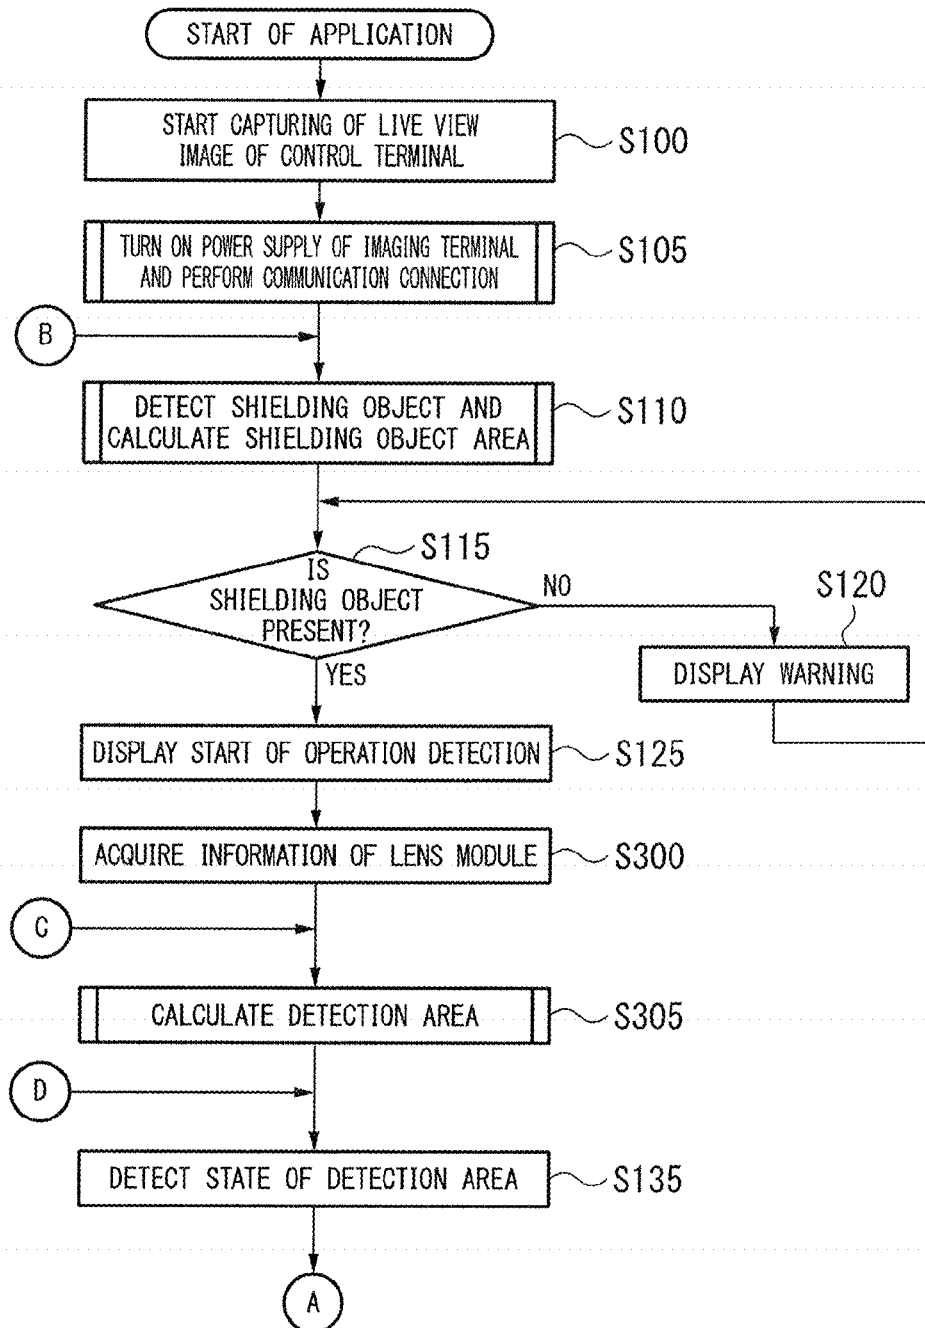 START OF APPLICATION
START CAPTURING OF LIVE VIEW
IMAGE OF CONTROL TERMINAL
S100
TURN ON POWER SUPPLY OF IMAGING TERMINAL
AND PERFORM COMMUNICATION CONNECTION
S105
B
DETECT SHIELDING OBJECT AND
CALCULATE SHIELDING OBJECT AREA
S110
S115
IS
SHIELDING OBJECT
PRESENT?
NO
S120
DISPLAY WARNING
YES
DISPLAY START OF OPERATION DETECTION
S125
ACQUIRE INFORMATION OF LENS MODULE
S300
C
CALCULATE DETECTION AREA
S305
D
DETECT STATE OF DETECTION AREA
S135
A